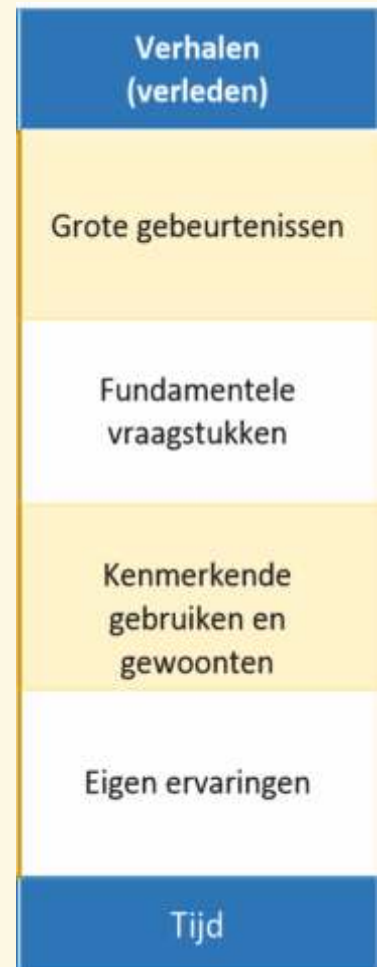 Verhalen
(verleden)
Grote gebeurtenissen
Fundamentele
vraagstukken
Kenmerkende
gebruiken en
gewoonten
Eigen ervaringen
Tijd